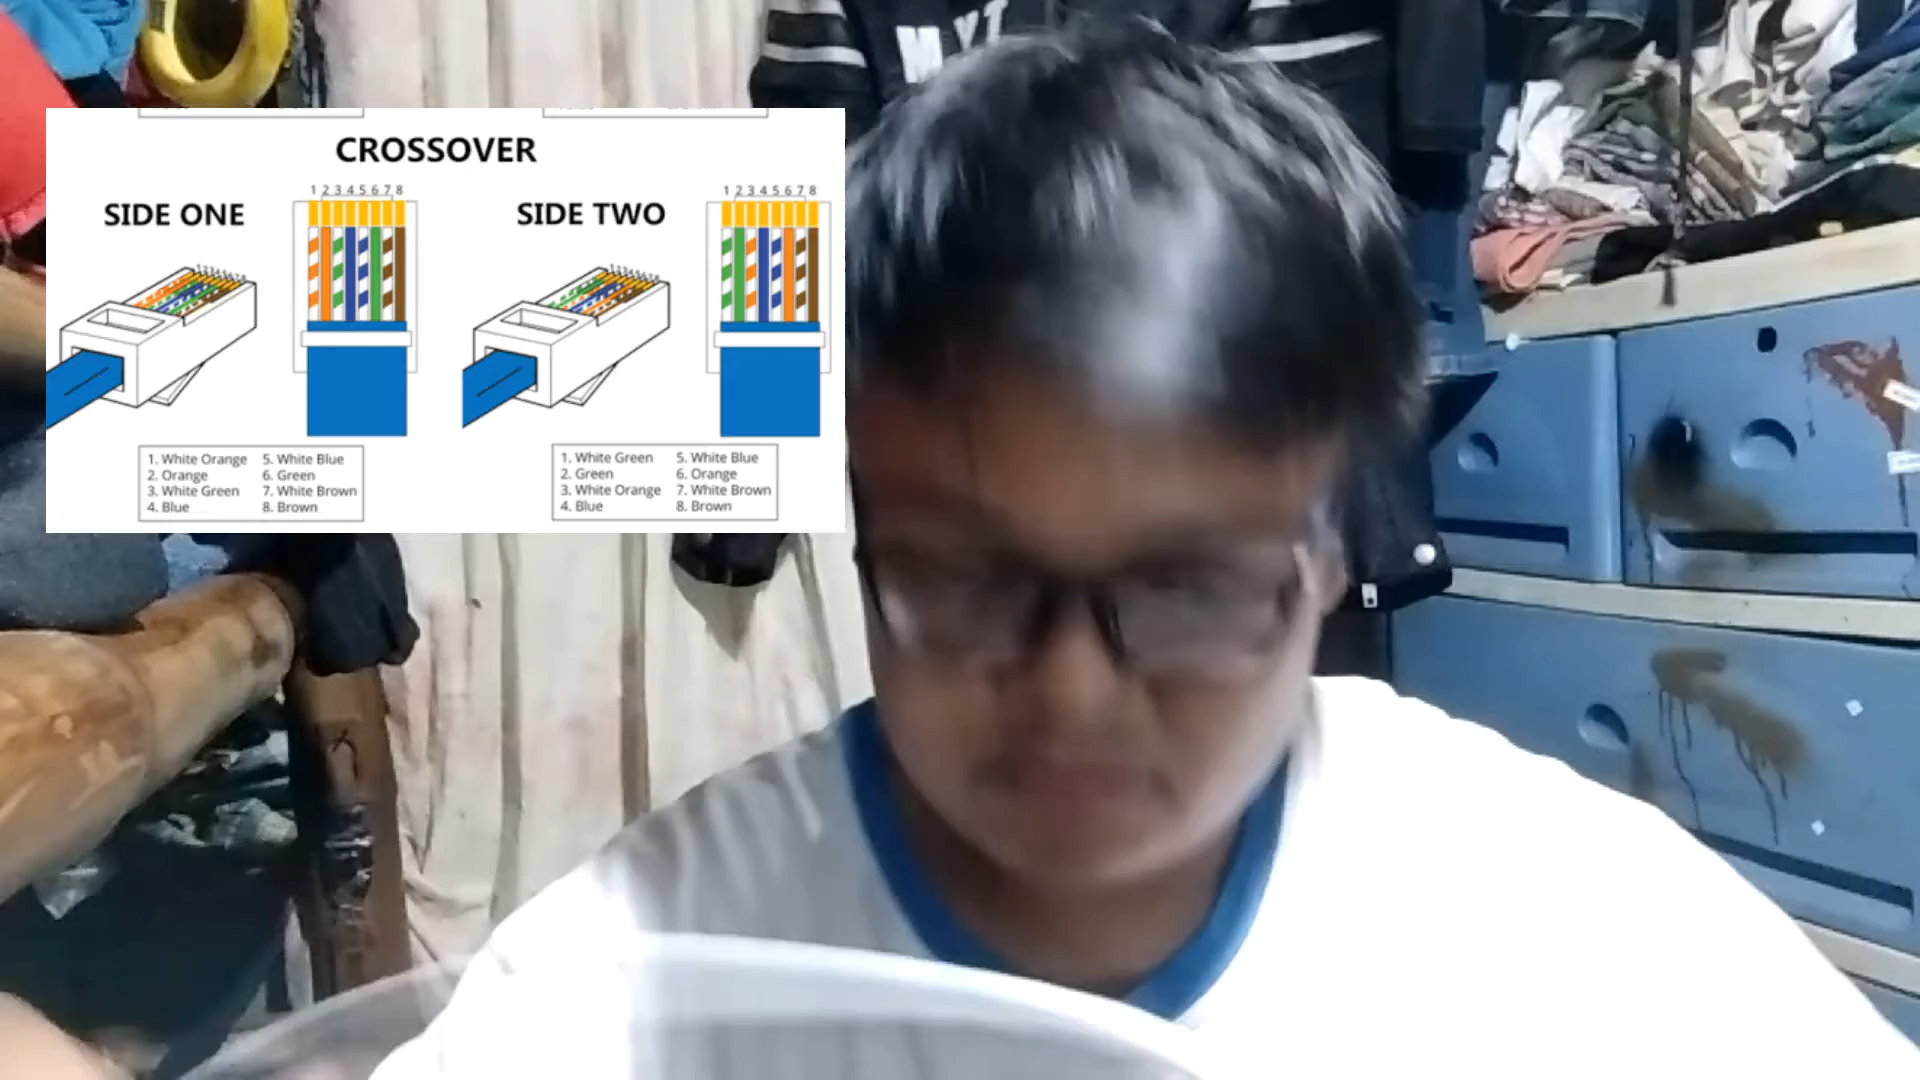 MYT
CROSSOVER
SIDE ONE
1 2 3 4 5 6 7 8
SIDE TWO
1 2 3 4 5 6 7 8
1. White Orange 5. White Blue
2. Orange 6. Green
3. White Green 7. White Brown
4. Blue 8. Brown
1. White Green 5. White Blue
2. Green 6. Orange
3. White Orange 7. White Brown
4. Blue 8. Brown